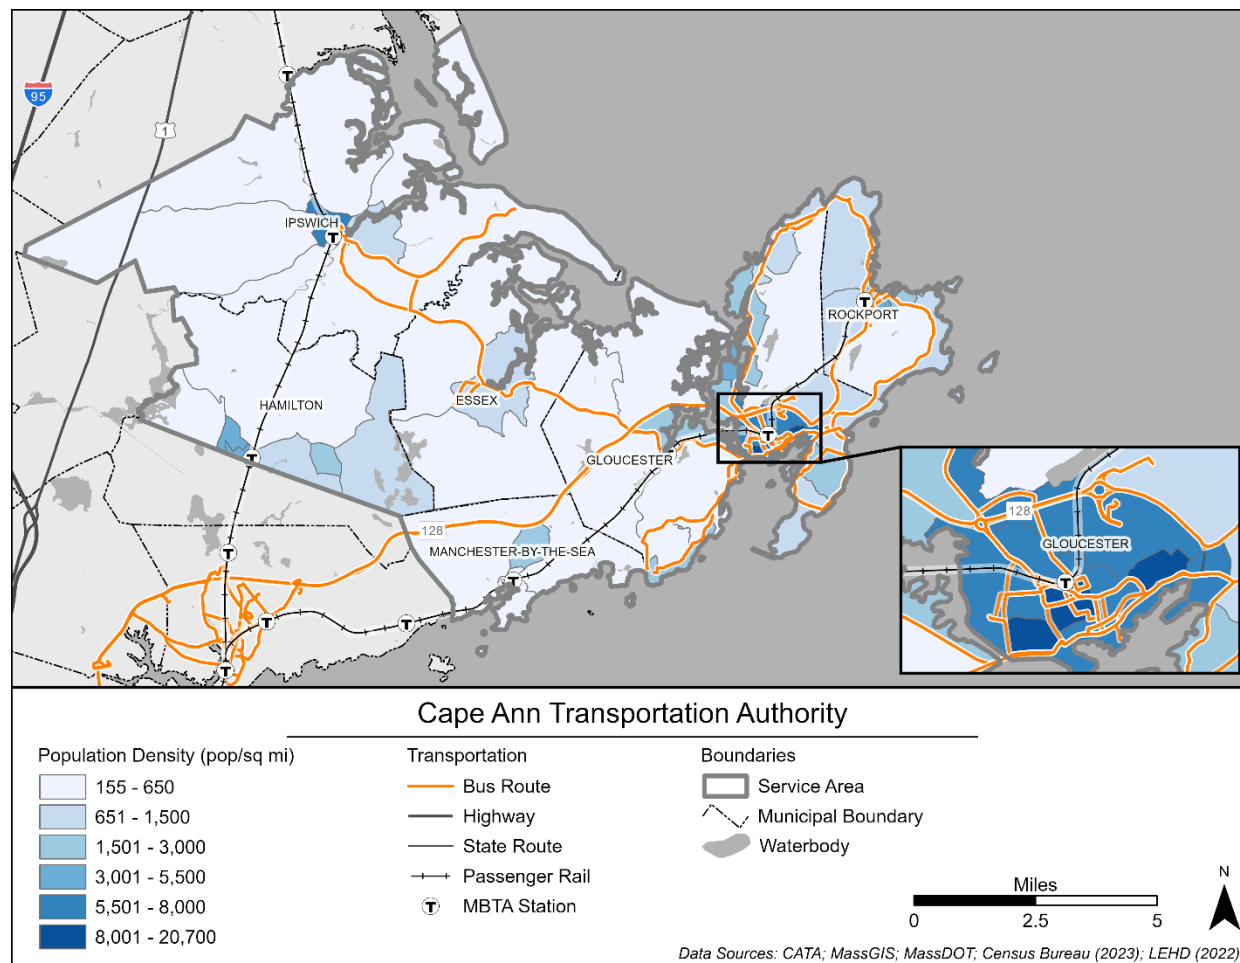 95
1
IPSWICH
ROCKPORT
HAMILTON
ESSEX
GLOUCESTER
128
MANCHESTER-BY-THE-SEA
128
GLOUCESTER
T
T
T
T
T
T
T
T
T
T
T
Cape Ann Transportation Authority
Population Density (pop/sq mi)
155 - 650
651 - 1,500
1,501 - 3,000
3,001 - 5,500
5,501 - 8,000
8,001 - 20,700
Transportation
Bus Route
Highway
State Route
Passenger Rail
T MBTA Station
Boundaries
Service Area
Municipal Boundary
Waterbody
Miles
0 2.5 5
N
Data Sources: CATA; MassGIS; MassDOT; Census Bureau (2023); LEHD (2022)